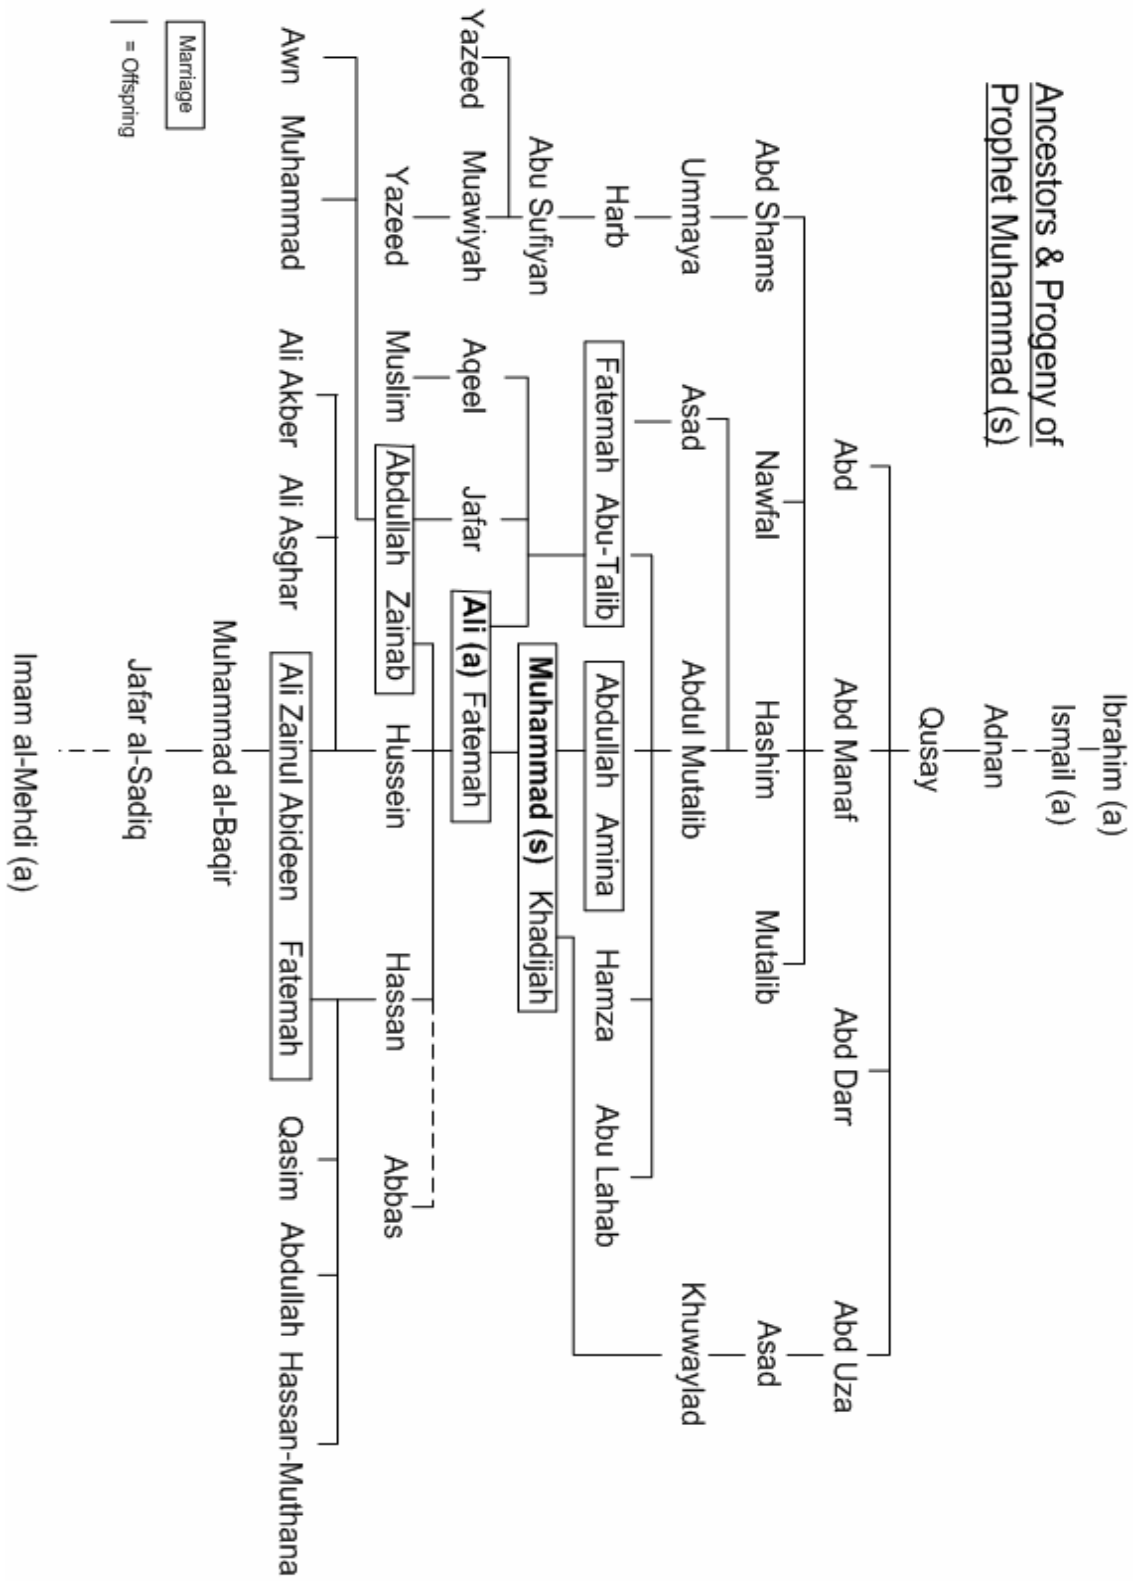 Ancestors & Progeny of
Prophet Muhammad (s)
Ibrahim (a)
Ismail (a)
Adnan
Qusay
Abd Abd Manaf Abd Darr Abd Uza
Abd Shams Nawfal Hashim Mutalib Asad
Ummaya Asad Abdul Mutalib Khuwaylad
Harb Fatemah Abu-Talib Abdullah Amina Hamza Abu Lahab
Abu Sufiyan Muhammad (s) Khadijah
Yazeed Muawiyah Aqeel Jafar Ali (a) Fatemah
Yazeed Muslim Abdullah Zainab Hussein Hassan Abbas
Awn Muhammad Ali Akber Ali Asghar Ali Zainul Abideen Fatemah Qasim Abdullah Hassan-Muthana
Muhammad al-Baqir
Jafar al-Sadiq
Imam al-Mehdi (a)
Marriage
= Offspring